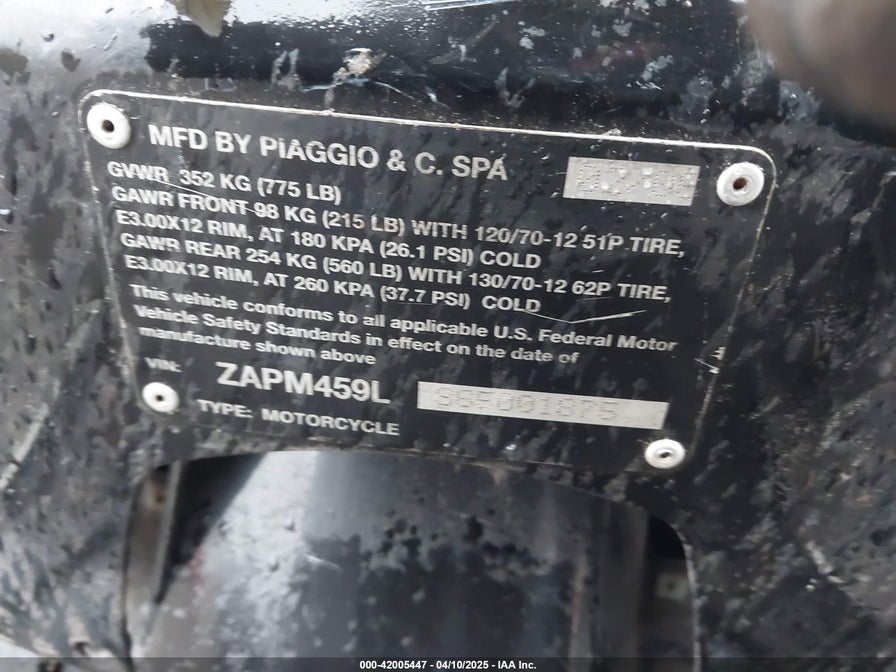 MFD BY PIAGGIO & C. SPA
GVWR 352 KG (775 LB)
GAWR FRONT 98 KG (215 LB) WITH 120/70-12 51P TIRE,
E3.00X12 RIM, AT 180 KPA (26.1 PSI) COLD
GAWR REAR 254 KG (560 LB) WITH 130/70-12 62P TIRE,
E3.00X12 RIM, AT 260 KPA (37.7 PSI) COLD
This vehicle conforms to all applicable U.S. Federal Motor
Vehicle Safety Standards in effect on the date of
manufacture shown above
VIN: ZAPM459L
TYPE: MOTORCYCLE
000-42005447 - 04/10/2025 - IAA Inc.